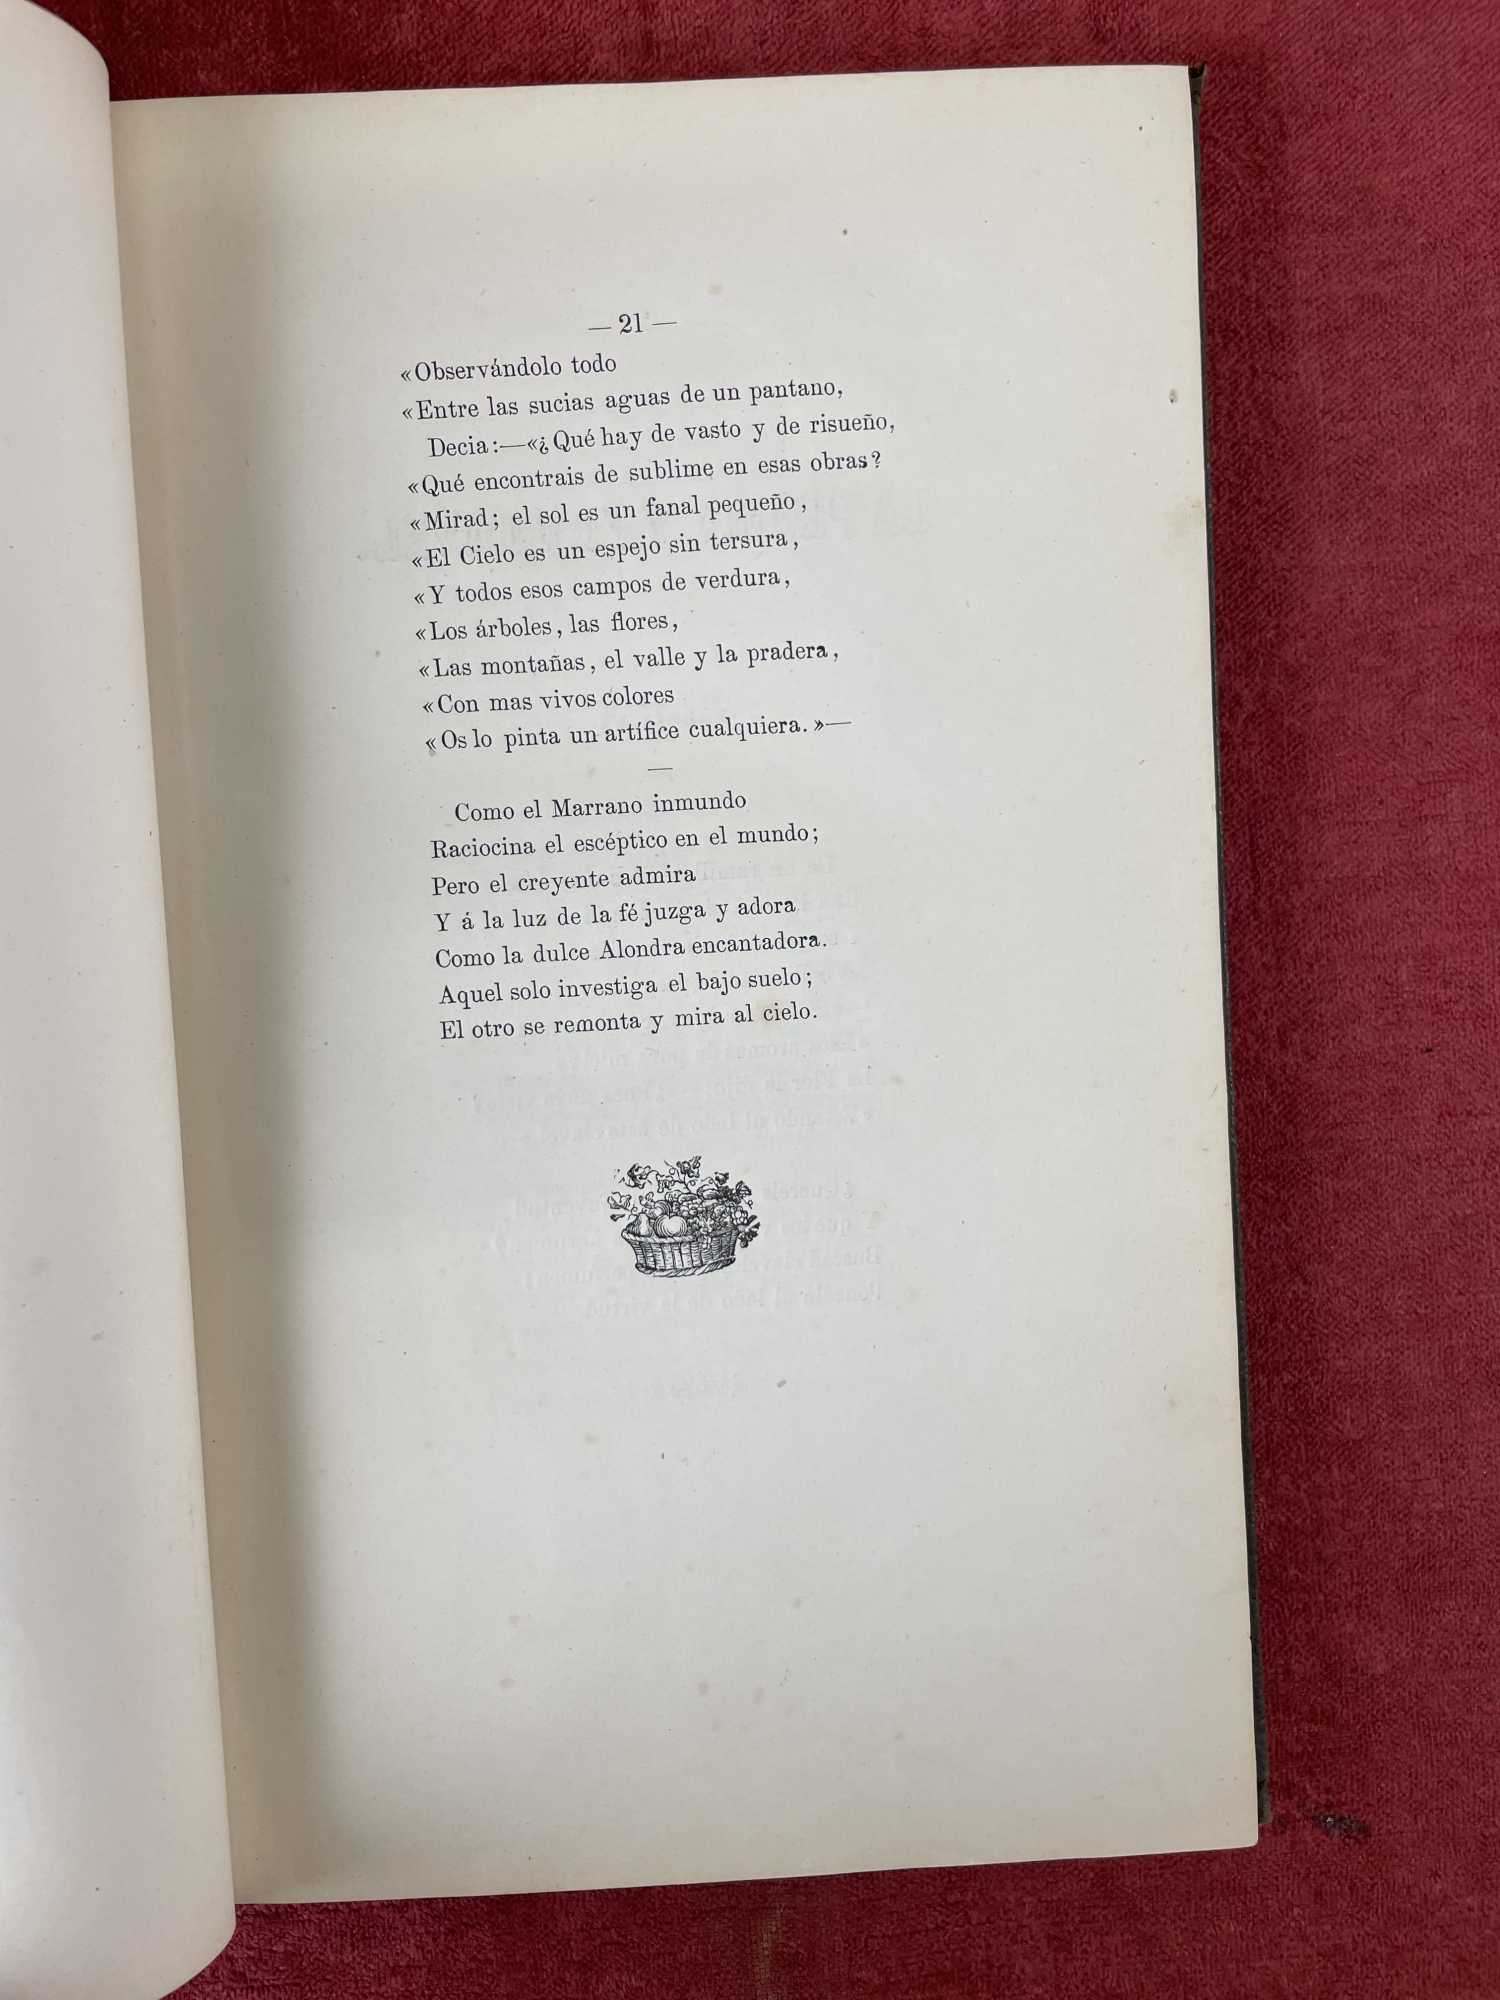 — 21 —
«Observándolo todo
«Entre las sucias aguas de un pantano,
Decia:—«¿Qué hay de vasto y de risueño,
«Qué encontrais de sublime en esas obras?
«Mirad; el sol es un fanal pequeño,
«El Cielo es un espejo sin tersura,
«Y todos esos campos de verdura,
«Los árboles, las flores,
«Las montañas, el valle y la pradera,
«Con mas vivos colores
«Os lo pinta un artífice cualquiera.»—
—
Como el Marrano inmundo
Raciocina el escéptico en el mundo;
Pero el creyente admira
Y á la luz de la fé juzga y adora
Como la dulce Alondra encantadora.
Aquel solo investiga el bajo suelo;
El otro se remonta y mira al cielo.